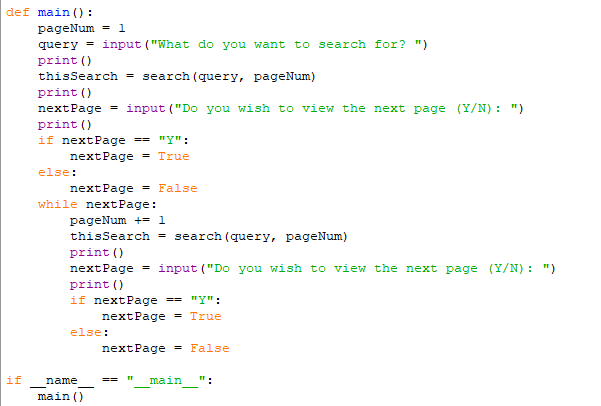 def main():
    pageNum = 1
    query = input("What do you want to search for? ")
    print()
    thisSearch = search(query, pageNum)
    print()
    nextPage = input("Do you wish to view the next page (Y/N): ")
    print()
    if nextPage == "Y":
        nextPage = True
    else:
        nextPage = False
    while nextPage:
        pageNum += 1
        thisSearch = search(query, pageNum)
        print()
        nextPage = input("Do you wish to view the next page (Y/N): ")
        print()
        if nextPage == "Y":
            nextPage = True
        else:
            nextPage = False

if __name__ == "__main__":
    main()